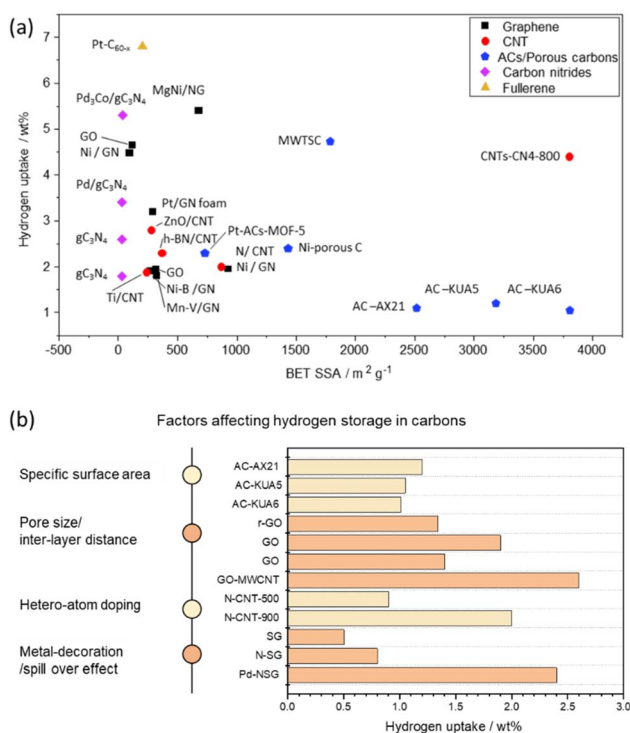 (a)
Hydrogen uptake / wt%
7
6
5
4
3
2
1
Pt-C₆₀₋ₓ
Graphene
CNT
ACs/Porous carbons
Carbon nitrides
Fullerene
MgNi/NG
Pd₃Co/gC₃N₄
GO
Ni / GN
MWTSC
CNTs-CN4-800
Pd/gC₃N₄
Pt/GN foam
ZnO/CNT
h-BN/CNT
Pt-ACs-MOF-5
gC₃N₄
N/ CNT
Ni-porous C
GO
Ni/ GN
gC₃N₄
Ti/CNT
Ni-B /GN
Mn-V/GN
AC –AX21
AC –KUA5
AC –KUA6
-500 0 500 1000 1500 2000 2500 3000 3500 4000
BET SSA / m² g⁻¹
(b)
Factors affecting hydrogen storage in carbons
Specific surface area
Pore size/
inter-layer distance
Hetero-atom doping
Metal-decoration
/spill over effect
AC-AX21
AC-KUA5
AC-KUA6
r-GO
GO
GO
GO-MWCNT
N-CNT-500
N-CNT-900
SG
N-SG
Pd-NSG
0.0 0.5 1.0 1.5 2.0 2.5 3.0
Hydrogen uptake / wt%